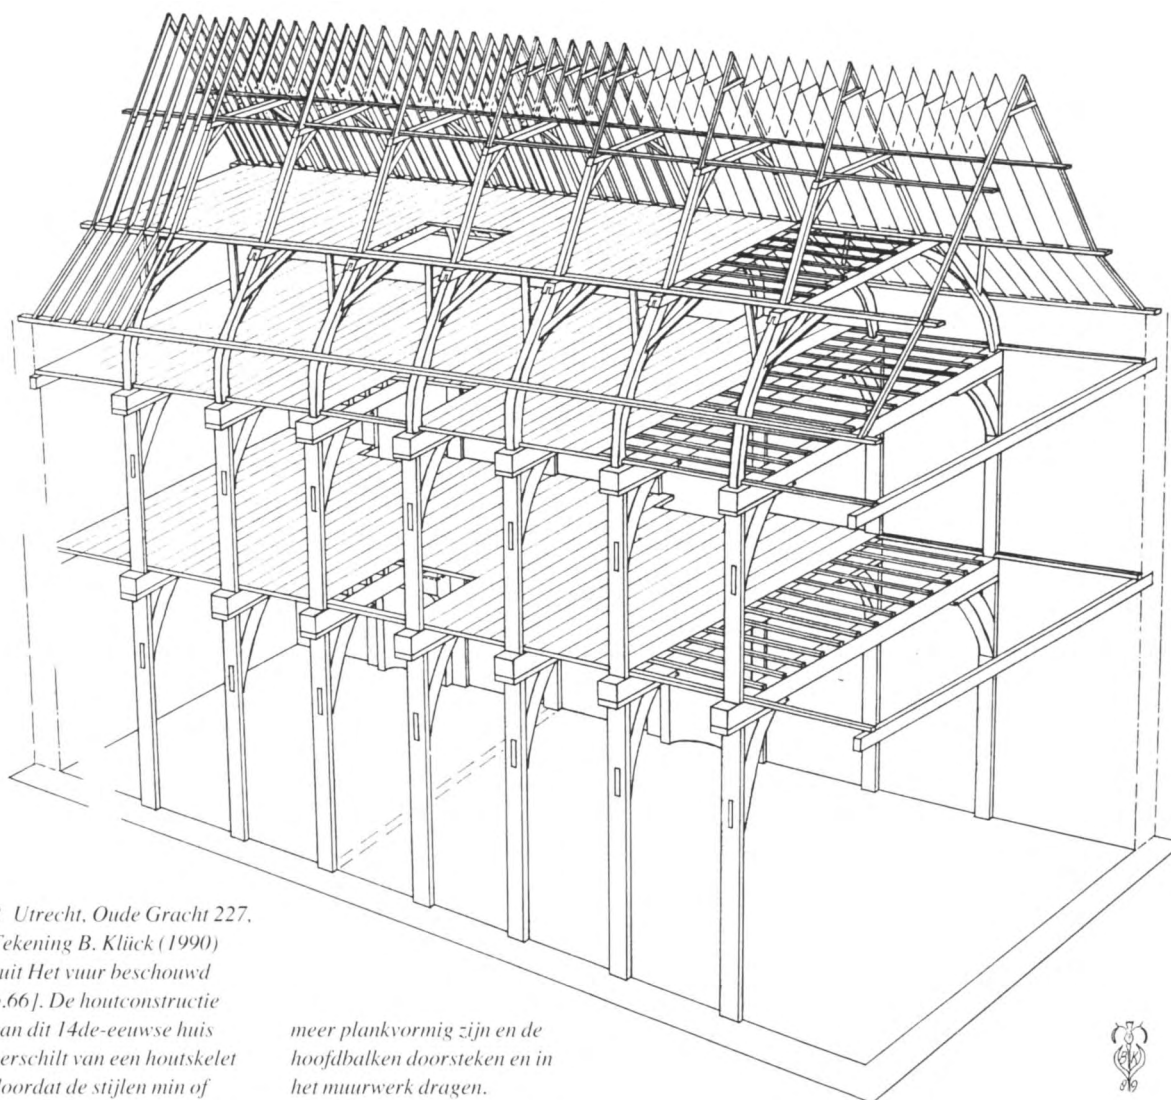 Utrecht, Oude Gracht 227,
Tekening B. Klück (1990)
uit Het vuur beschouwd
.66]. De houtconstructie
an dit 14de-eeuwse huis
erschilt van een houtskelet
doordat de stijlen min of
meer plankvormig zijn en de
hoofdbalken doorsteken en in
het muurwerk dragen.